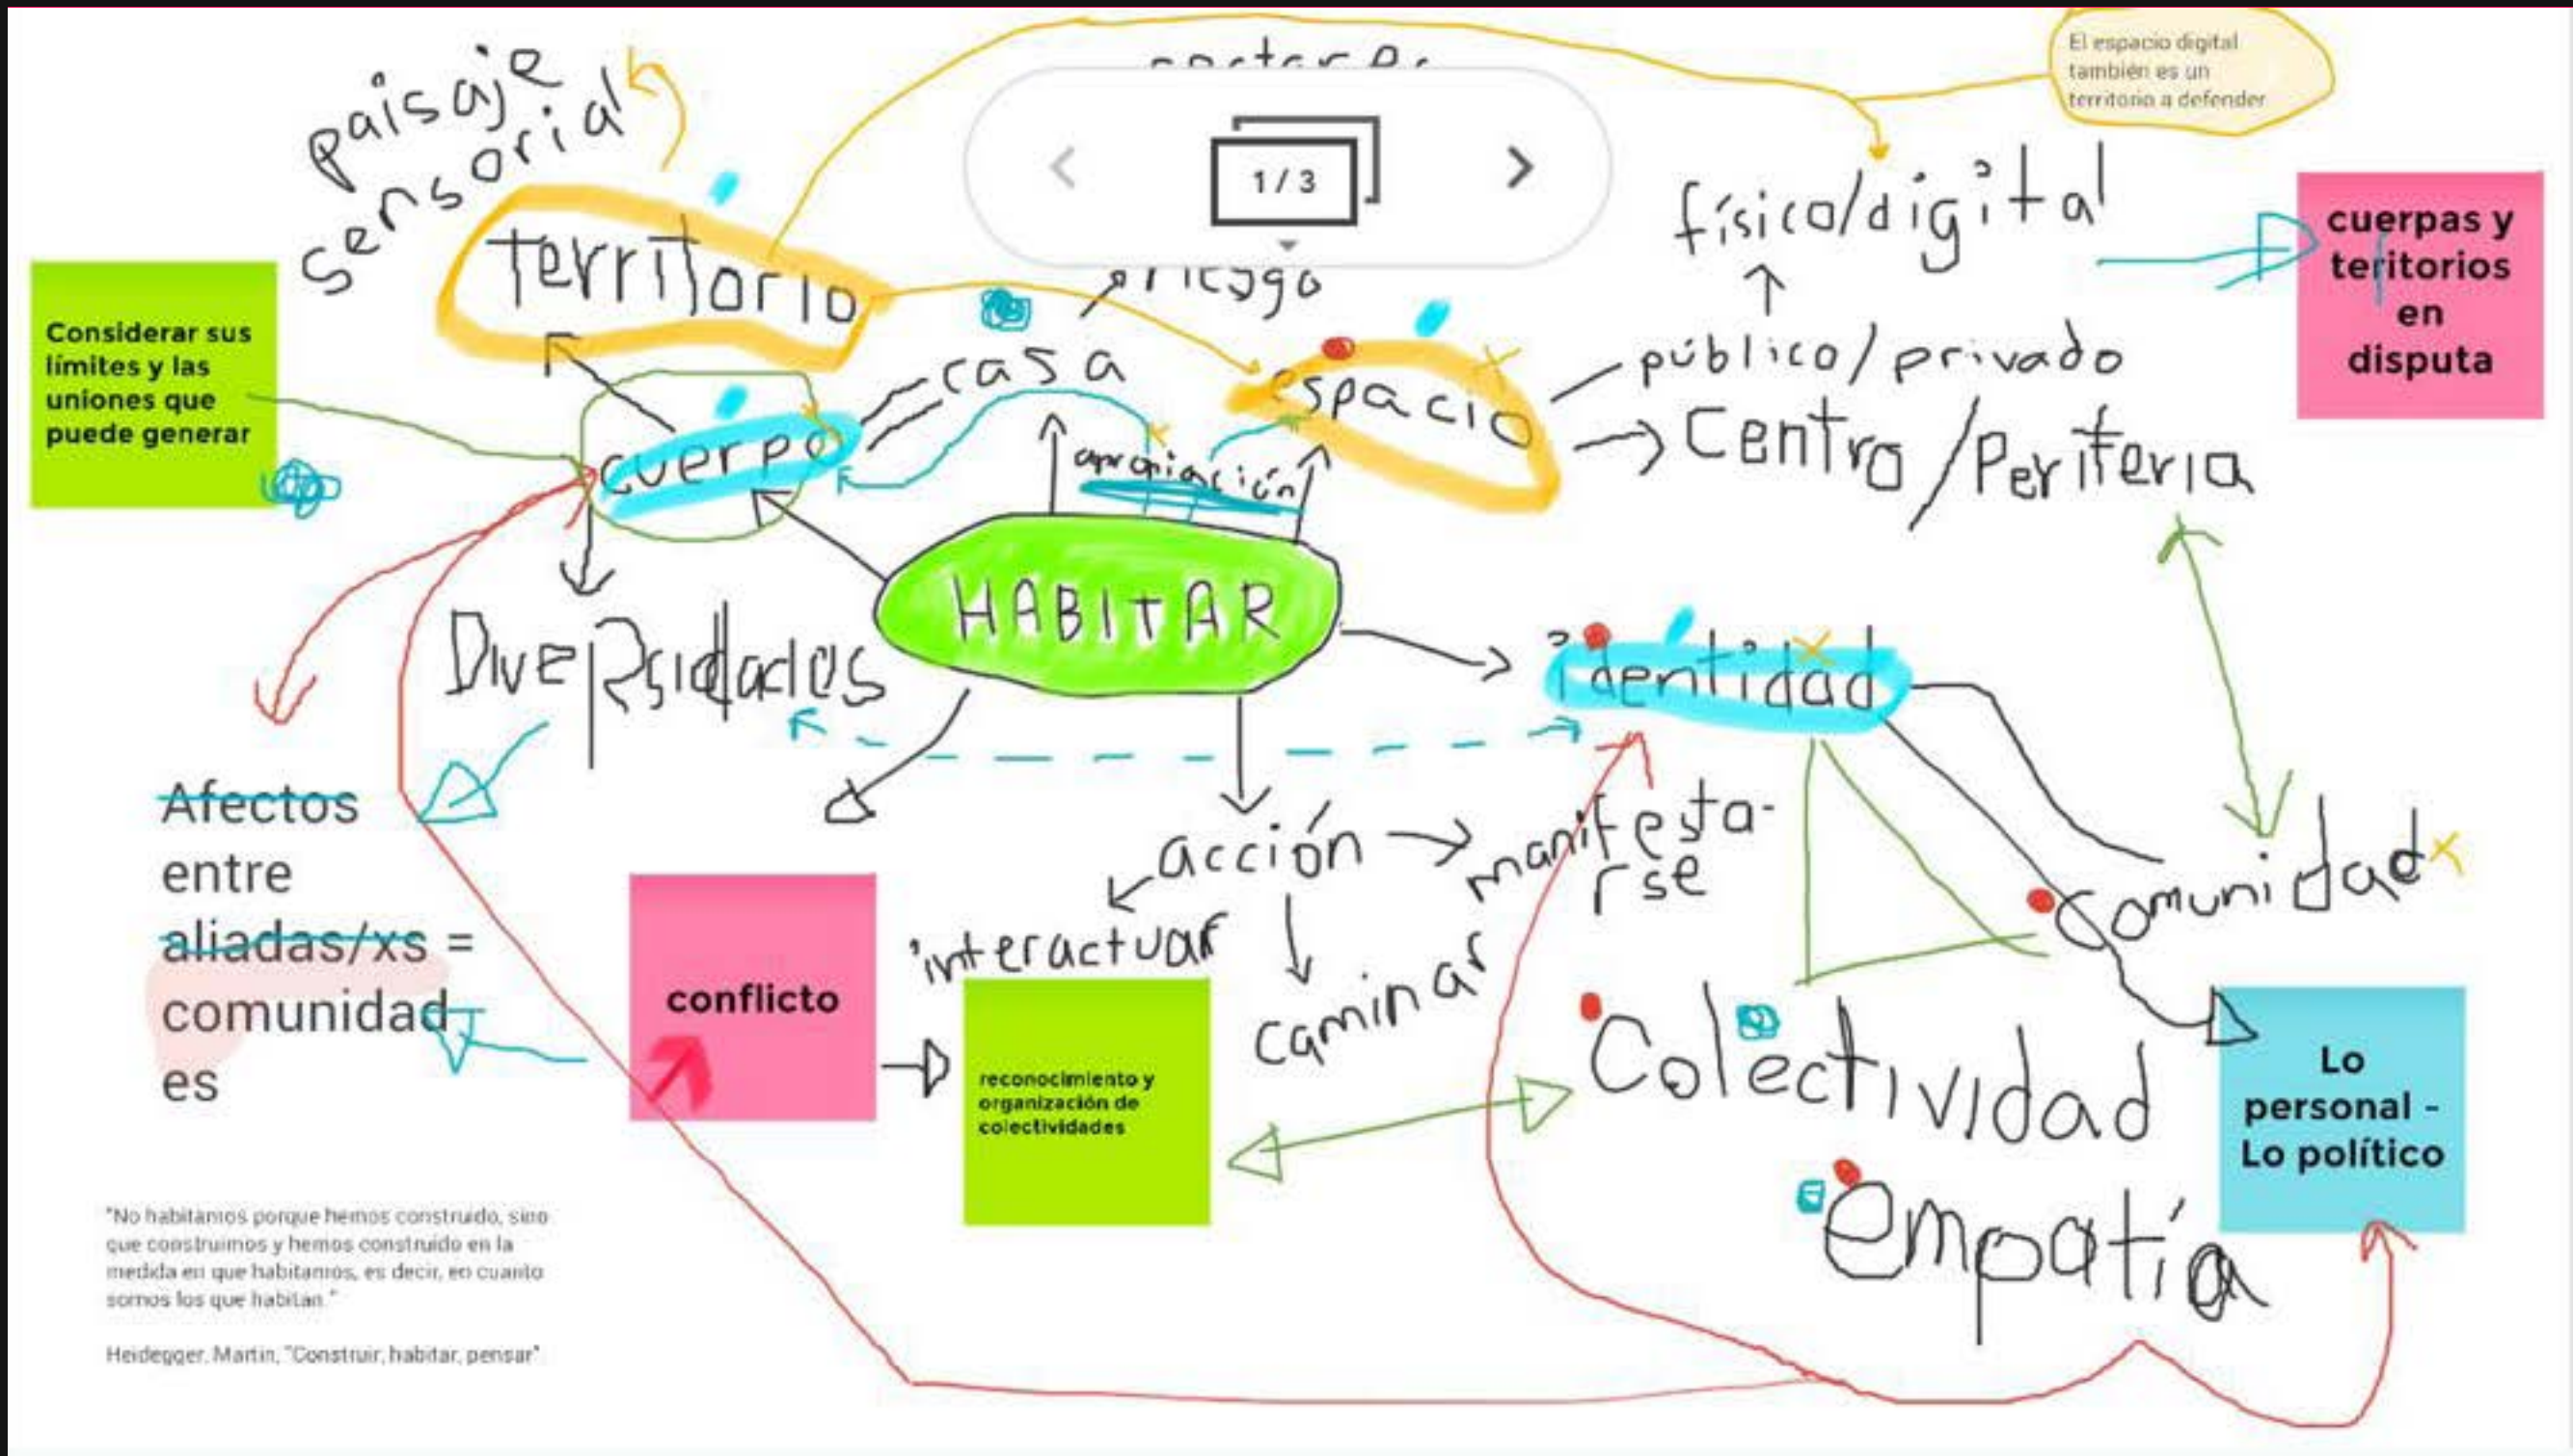 El espacio digital
también es un
territorio a defender
paisaje
sensorial
1 / 3
físico/digital
cuerpas y
teritorios
en
disputa
territorio
riesgo
Considerar sus
límites y las
uniones que
puede generar
casa
espacio
público/privado
Centro/Periferia
cuerpo
apropiación
HABITAR
Diversidades
identidad
Afectos
entre
aliadas/xs =
comunidad
es
acción
manifesta-
rse
interactuar
caminar
comunidad
conflicto
reconocimiento y
organización de
colectividades
Colectividad
Lo
personal -
Lo político
empatía
"No habitamos porque hemos construido, sino
que construimos y hemos construido en la
medida en que habitamos, es decir, en cuanto
somos los que habitan."
Heidegger, Martin, "Construir, habitar, pensar"